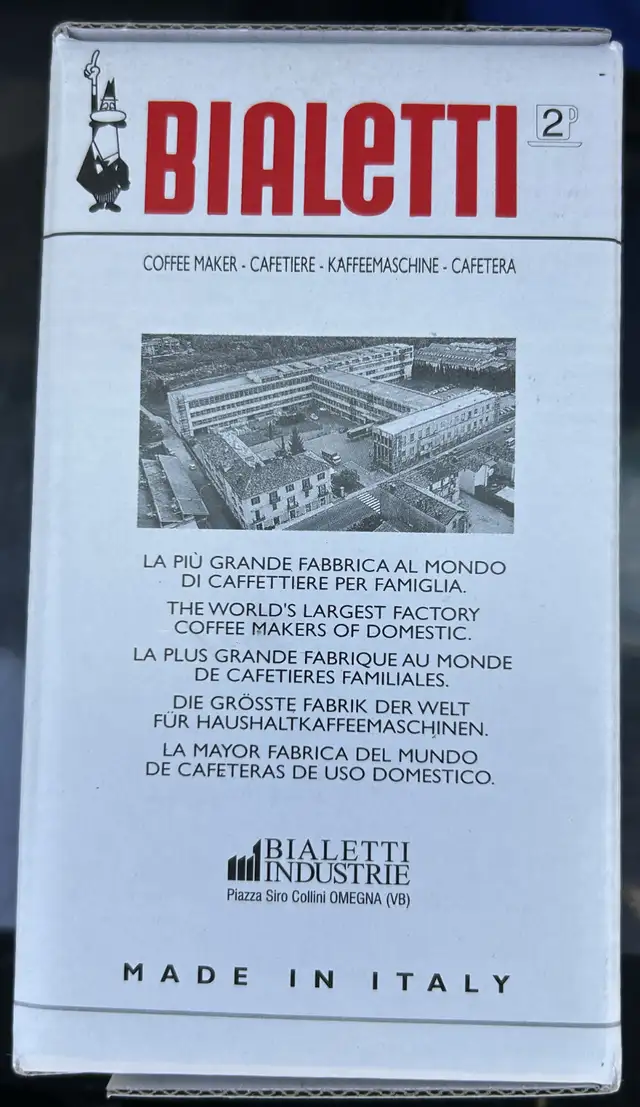 BIALETTI
2
COFFEE MAKER - CAFETIERE - KAFFEEMASCHINE - CAFETERA
LA PIÙ GRANDE FABBRICA AL MONDO
DI CAFFETTIERE PER FAMIGLIA.
THE WORLD'S LARGEST FACTORY
COFFEE MAKERS OF DOMESTIC.
LA PLUS GRANDE FABRIQUE AU MONDE
DE CAFETIERES FAMILIALES.
DIE GRÖSSTE FABRIK DER WELT
FÜR HAUSHALTKAFFEEMASCHINEN.
LA MAYOR FABRICA DEL MUNDO
DE CAFETERAS DE USO DOMESTICO.
BIALETTI
INDUSTRIE
Piazza Siro Collini OMEGNA (VB)
MADE IN ITALY